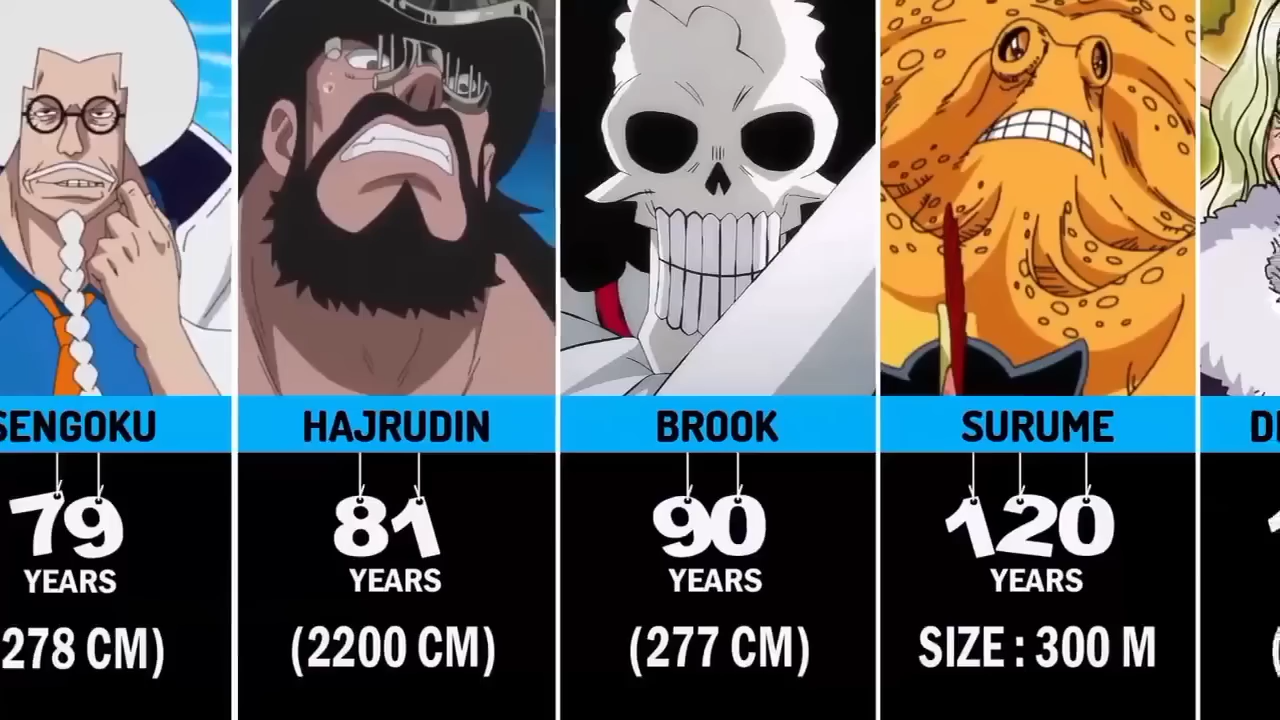 SENGOKU
79
YEARS
278 CM)
HAJRUDIN
81
YEARS
(2200 CM)
BROOK
90
YEARS
(277 CM)
SURUME
120
YEARS
SIZE : 300 M